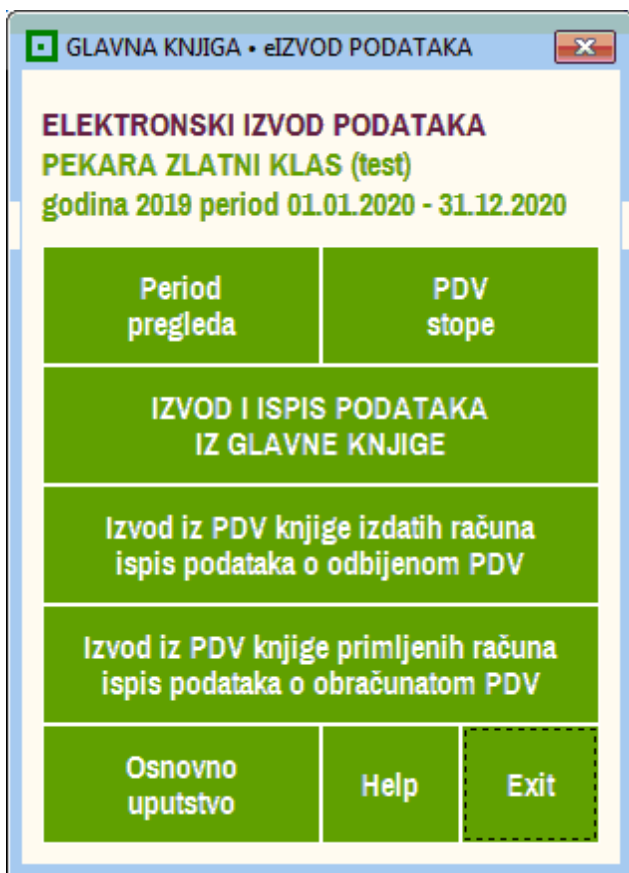 GLAVNA KNJIGA • eIZVOD PODATAKA
ELEKTRONSKI IZVOD PODATAKA
PEKARA ZLATNI KLAS (test)
godina 2019 period 01.01.2020 - 31.12.2020
Period
pregleda
PDV
stope
IZVOD I ISPIS PODATAKA
IZ GLAVNE KNJIGE
Izvod iz PDV knjige izdatih računa
ispis podataka o odbijenom PDV
Izvod iz PDV knjige primljenih računa
ispis podataka o obračunatom PDV
Osnovno
uputstvo
Help
Exit